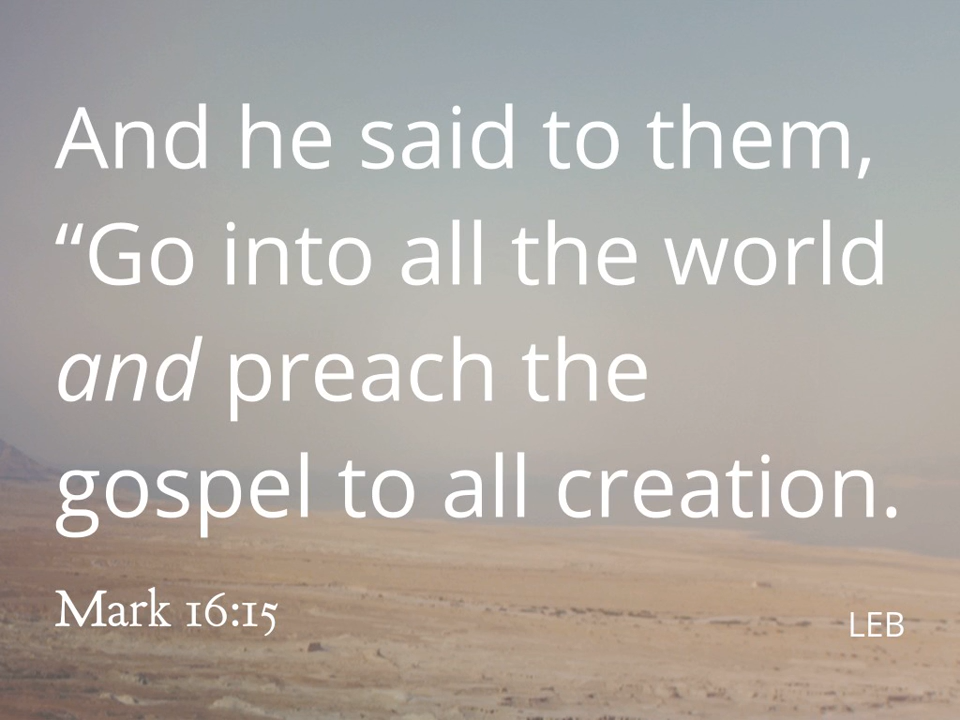 And he said to them,
“Go into all the world
and preach the
gospel to all creation.
Mark 16:15
LEB